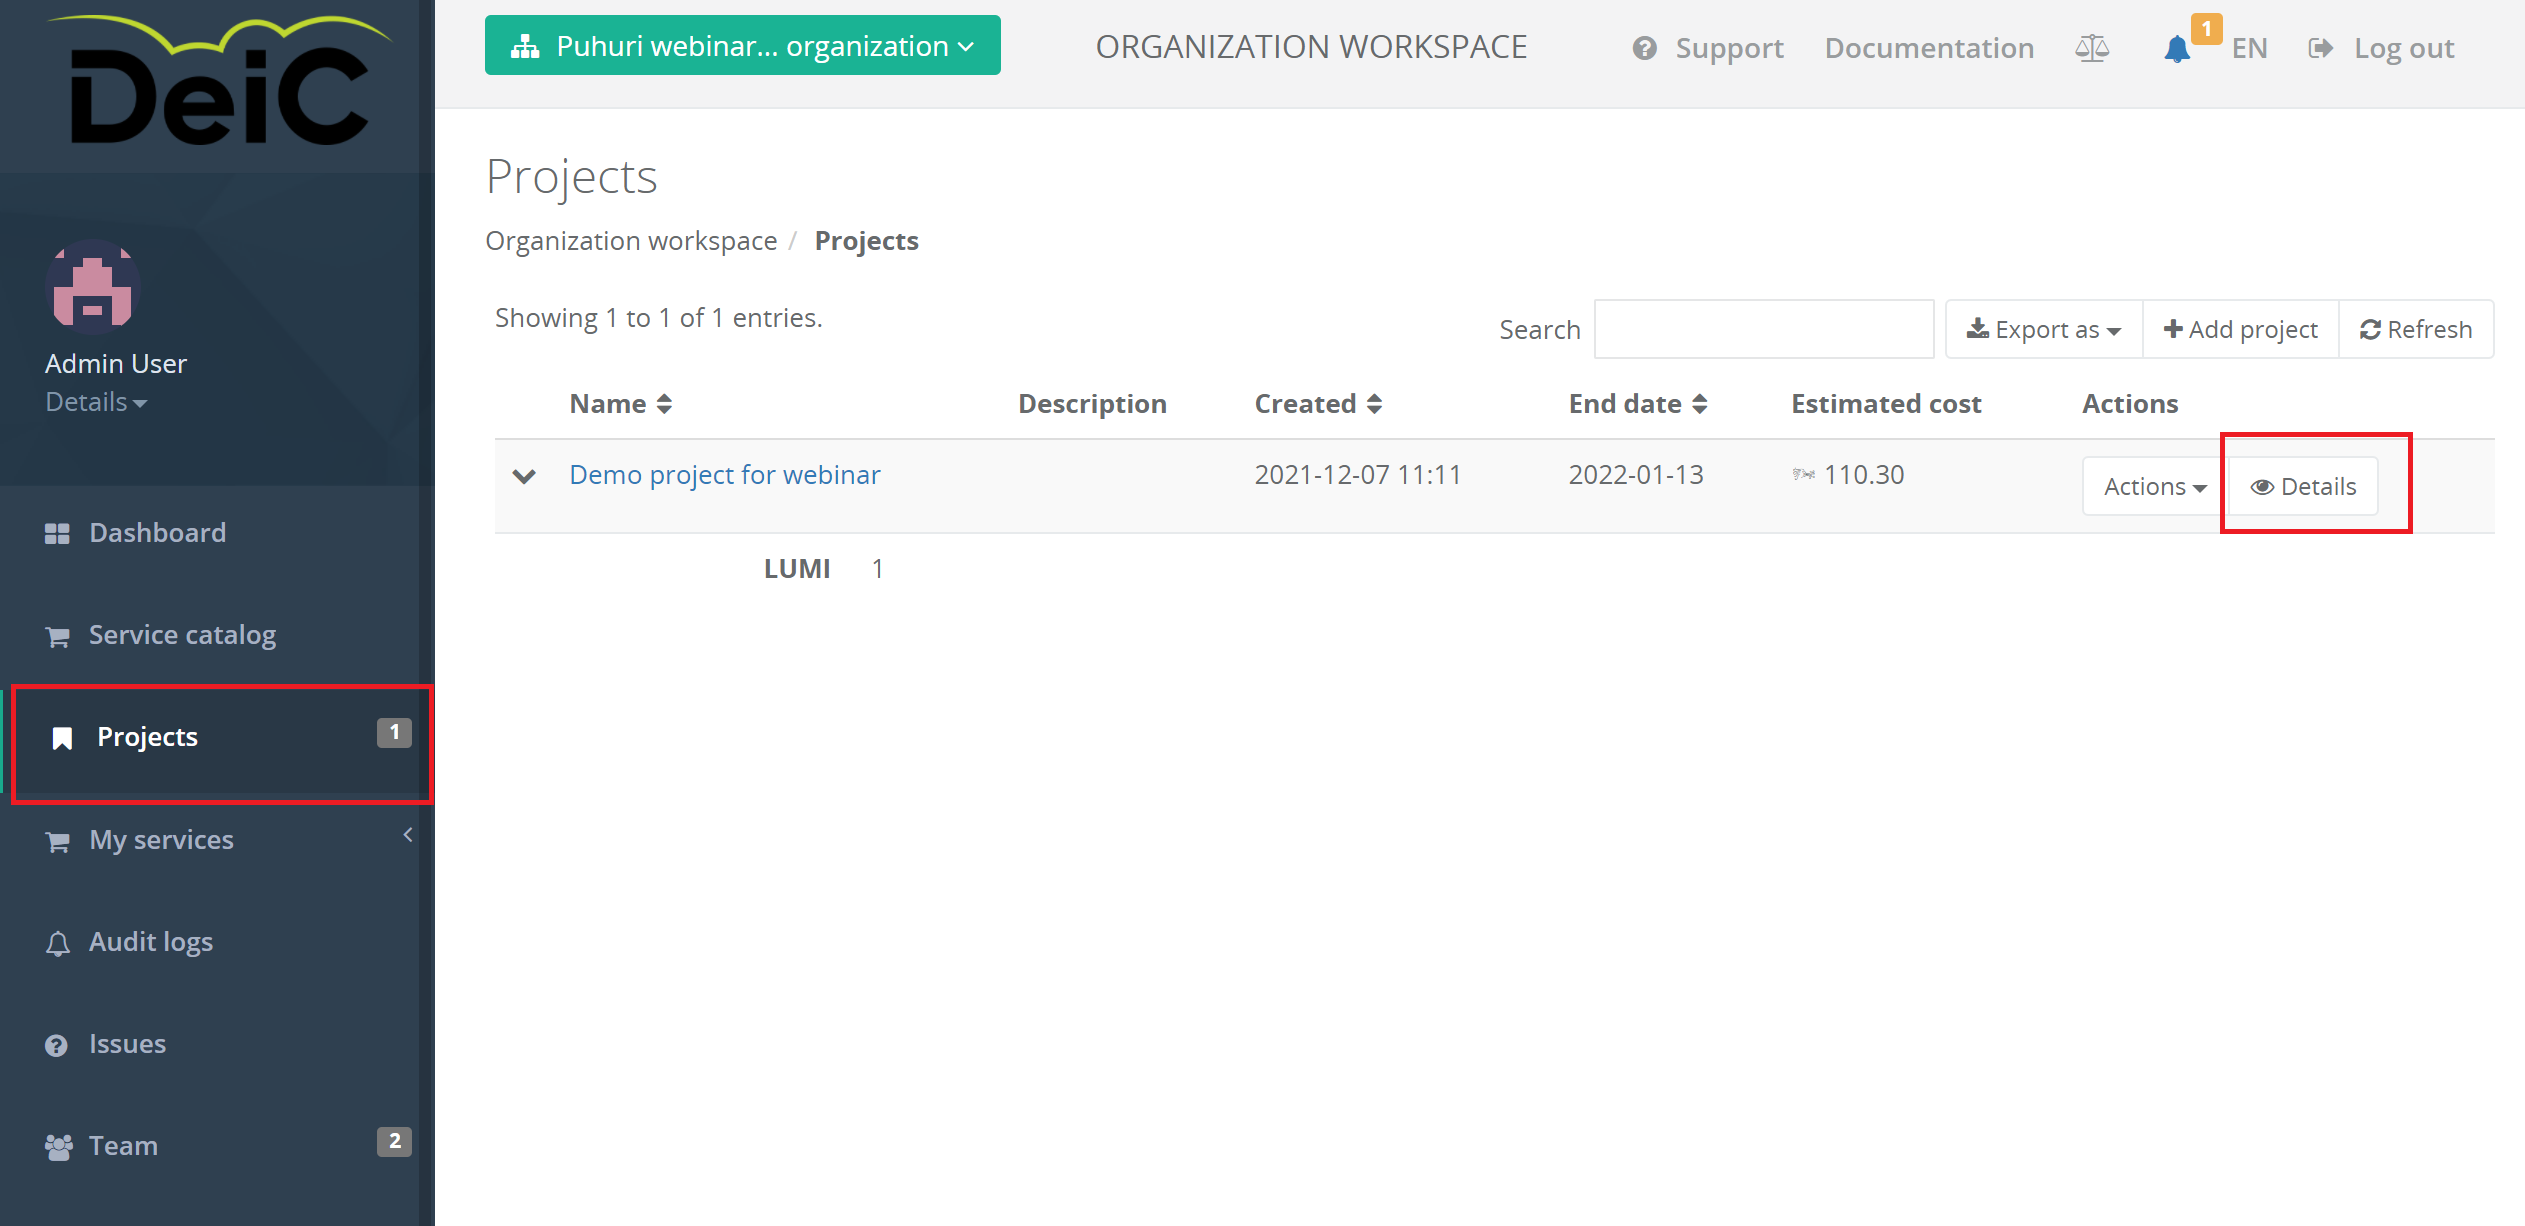 DeiC
Puhuri webinar... organization
ORGANIZATION WORKSPACE
Support
Documentation
1
EN
Log out
Projects
Organization workspace / Projects
Admin User
Details
Showing 1 to 1 of 1 entries.
Search
Export as
Add project
Refresh
Name Description Created End date Estimated cost Actions
Demo project for webinar 2021-12-07 11:11 2022-01-13 110.30 Actions Details
LUMI 1
Dashboard
Service catalog
Projects 1
My services
Audit logs
Issues
Team 2